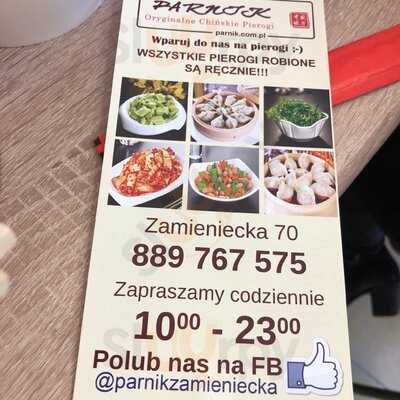 PARNIK
Oryginalne Chińskie Pierogi
parnik.com.pl
Wparuj do nas na pierogi ;-)
WSZYSTKIE PIEROGI ROBIONE
SĄ RĘCZNIE!!!
Zamieniecka 70
889 767 575
Zapraszamy codziennie
10⁰⁰ - 23⁰⁰
Polub nas na FB
@parnikzamieniecka